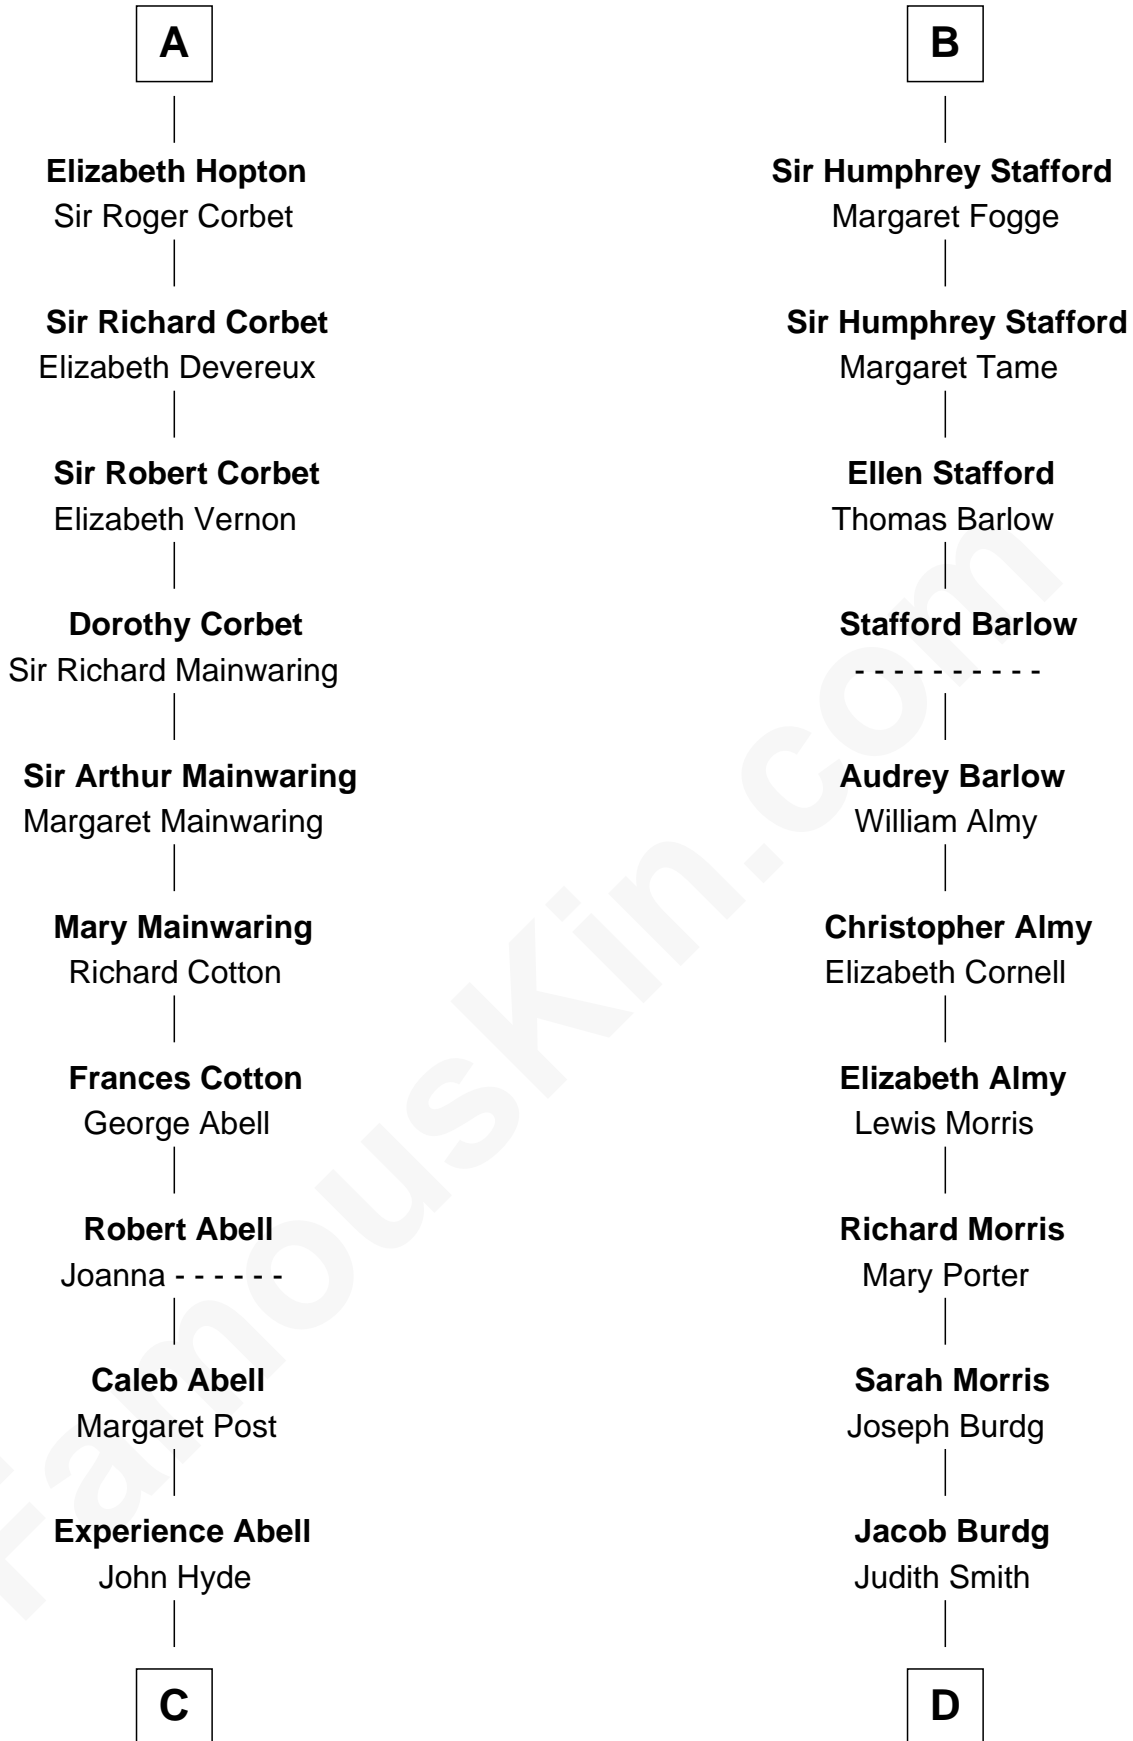 A
Elizabeth Hopton
Sir Roger Corbet
Sir Richard Corbet
Elizabeth Devereux
Sir Robert Corbet
Elizabeth Vernon
Dorothy Corbet
Sir Richard Mainwaring
Sir Arthur Mainwaring
Margaret Mainwaring
Mary Mainwaring
Richard Cotton
Frances Cotton
George Abell
Robert Abell
Joanna - - - - - -
Caleb Abell
Margaret Post
Experience Abell
John Hyde
C
B
Sir Humphrey Stafford
Margaret Fogge
Sir Humphrey Stafford
Margaret Tame
Ellen Stafford
Thomas Barlow
Stafford Barlow
- - - - - - - - - -
Audrey Barlow
William Almy
Christopher Almy
Elizabeth Cornell
Elizabeth Almy
Lewis Morris
Richard Morris
Mary Porter
Sarah Morris
Joseph Burdg
Jacob Burdg
Judith Smith
D
FamousKin.com